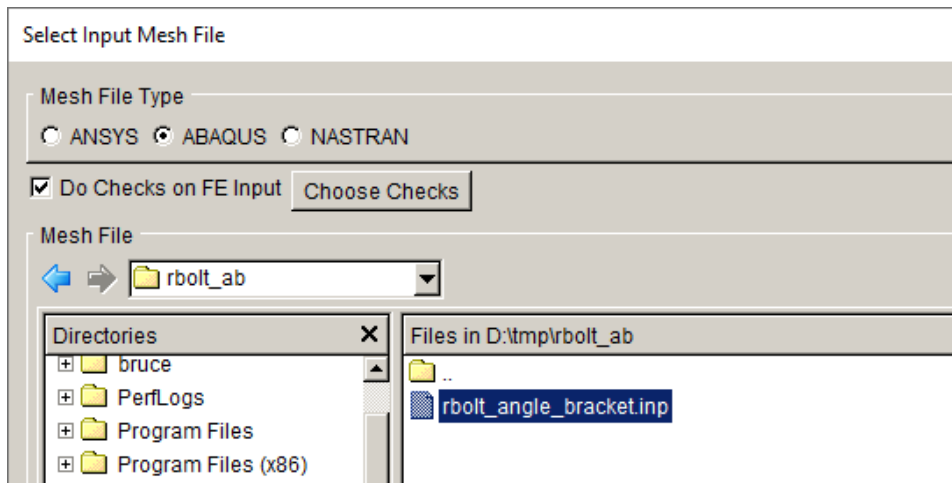 Select Input Mesh File
Mesh File Type
ANSYS ABAQUS NASTRAN
Do Checks on FE Input Choose Checks
Mesh File
rbolt_ab
Directories
Files in D:\tmp\rbolt_ab
bruce
..
PerfLogs
rbolt_angle_bracket.inp
Program Files
Program Files (x86)